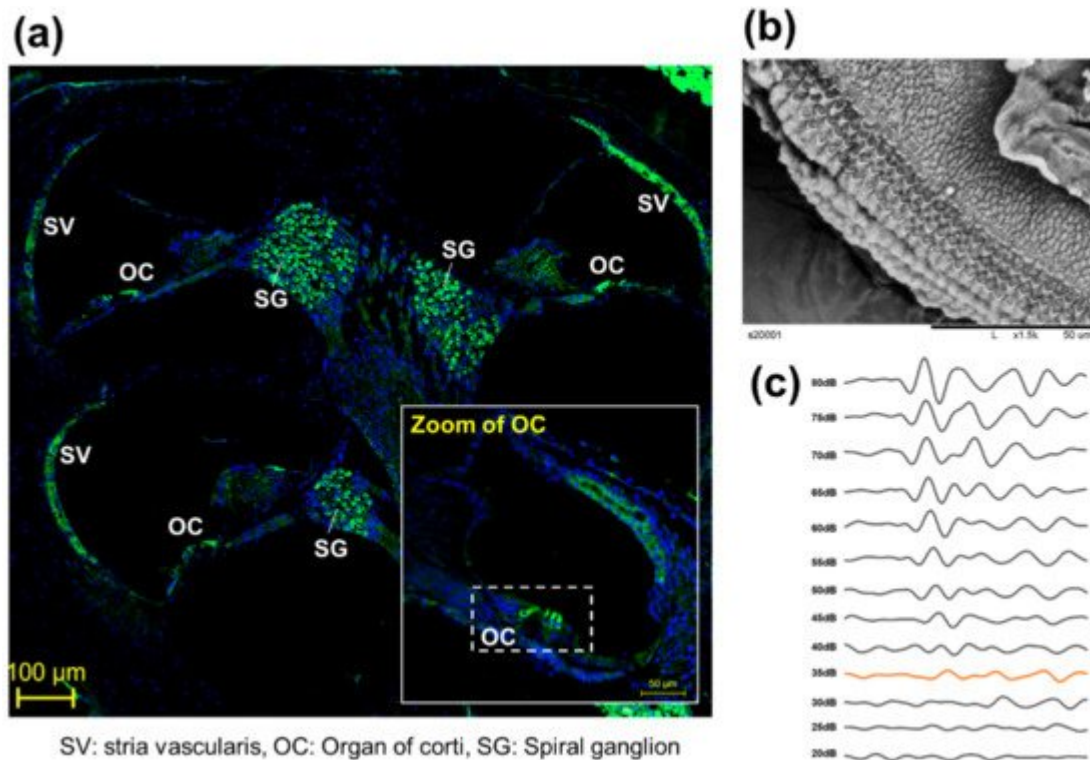 (a)
SV
SV
SG
OC
OC
SG
SV
Zoom of OC
OC
SG
OC
50 µm
100 µm
SV: stria vascularis, OC: Organ of corti, SG: Spiral ganglion
(b)
s20001 L x1.5k 50 um
(c)
80dB
75dB
70dB
65dB
60dB
55dB
50dB
45dB
40dB
35dB
30dB
25dB
20dB